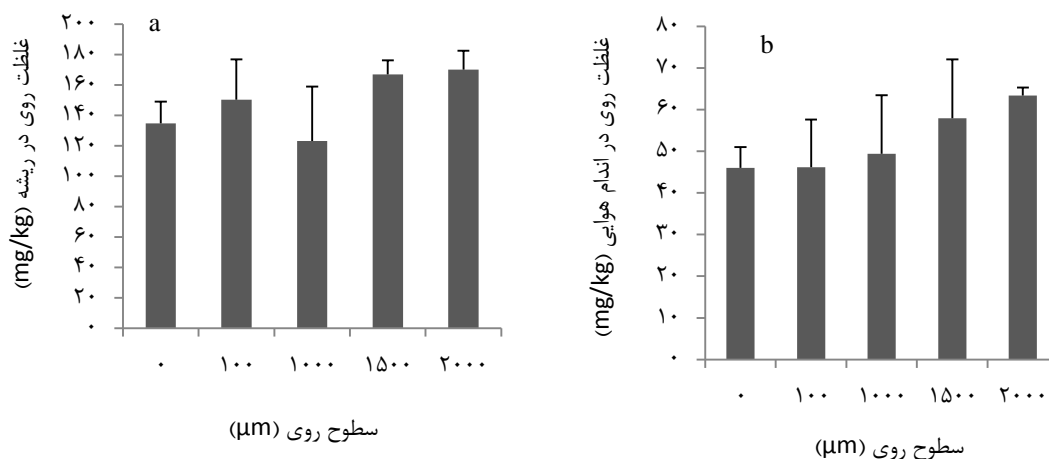 a
غلظت روی در ریشه (mg/kg)
۲۰۰
۱۸۰
۱۶۰
۱۴۰
۱۲۰
۱۰۰
۸۰
۶۰
۴۰
۲۰
۰
۰ ۱۰۰ ۱۰۰۰ ۱۵۰۰ ۲۰۰۰
سطوح روی (μm)
b
غلظت روی در اندام هوایی (mg/kg)
۸۰
۷۰
۶۰
۵۰
۴۰
۳۰
۲۰
۱۰
۰
۰ ۱۰۰ ۱۰۰۰ ۱۵۰۰ ۲۰۰۰
سطوح روی (μm)